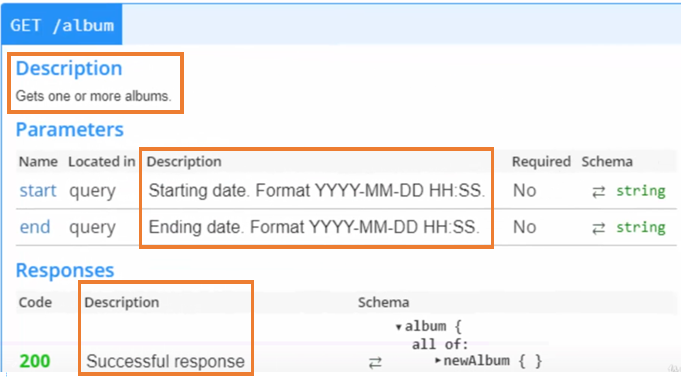 GET /album
Description
Gets one or more albums.
Parameters
Name Located in Description Required Schema
start query Starting date. Format YYYY-MM-DD HH:SS. No ⇄ string
end query Ending date. Format YYYY-MM-DD HH:SS. No ⇄ string
Responses
Code Description Schema
▾album {
all of:
200 Successful response ⇄ ▸newAlbum { }